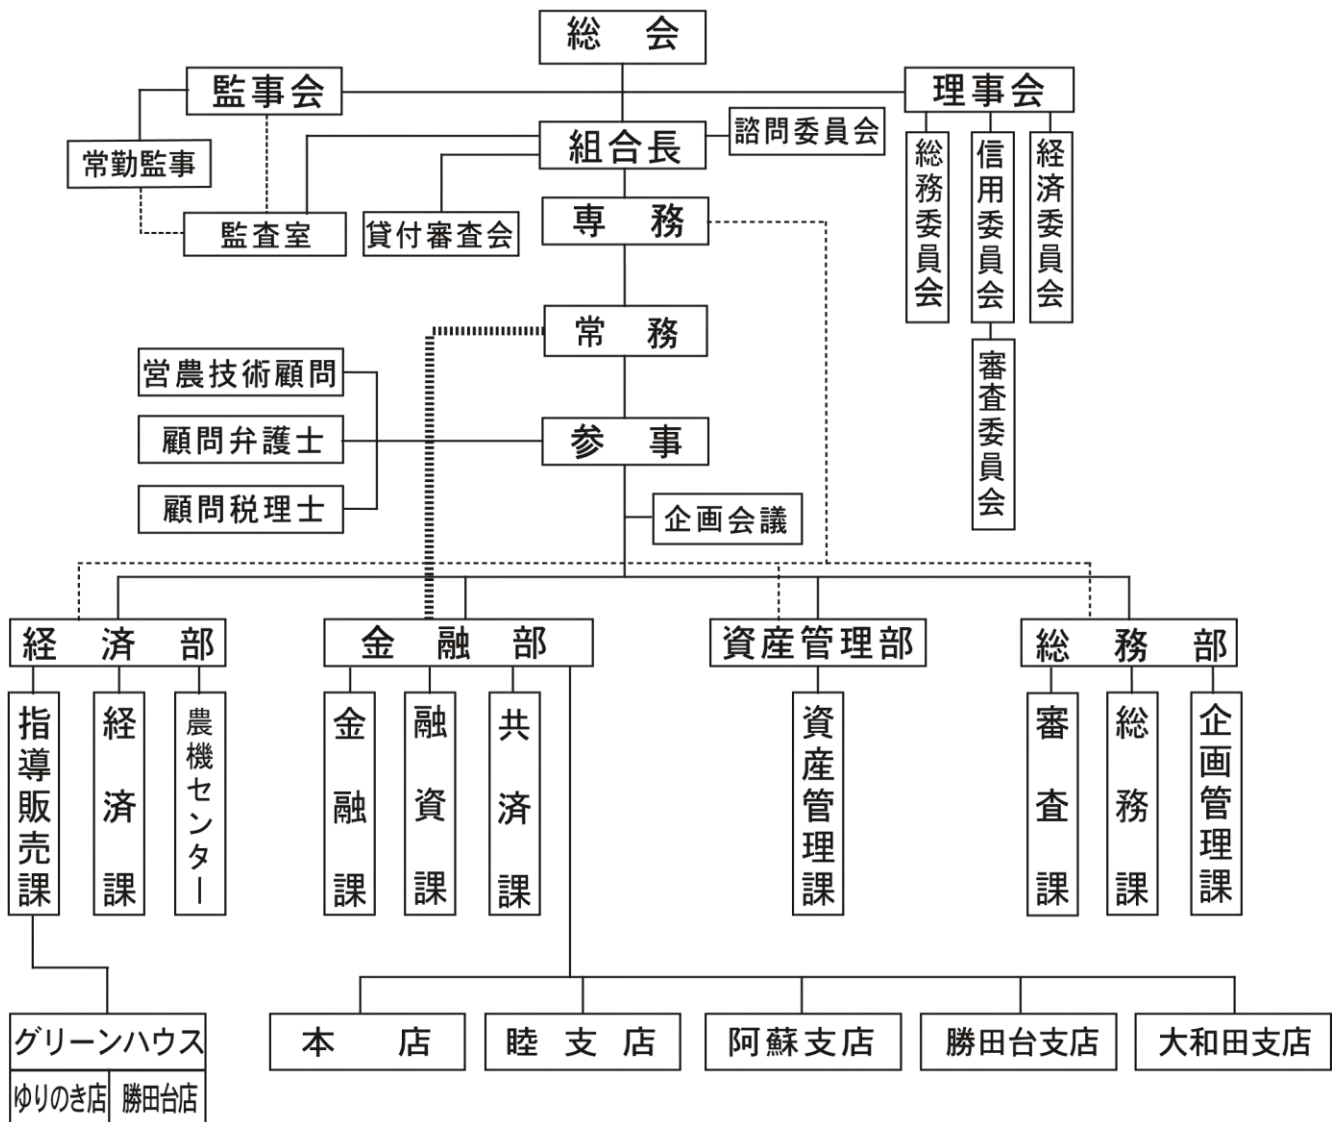 総会
監事会
理事会
組合長
諮問委員会
常勤監事
監査室
貸付審査会
専務
総務委員会
信用委員会
経済委員会
審査委員会
常務
営農技術顧問
顧問弁護士
顧問税理士
参事
企画会議
経済部
金融部
資産管理部
総務部
指導販売課
経済課
農機センター
金融課
融資課
共済課
資産管理課
審査課
総務課
企画管理課
グリーンハウス
ゆりのき店
勝田台店
本店
睦支店
阿蘇支店
勝田台支店
大和田支店